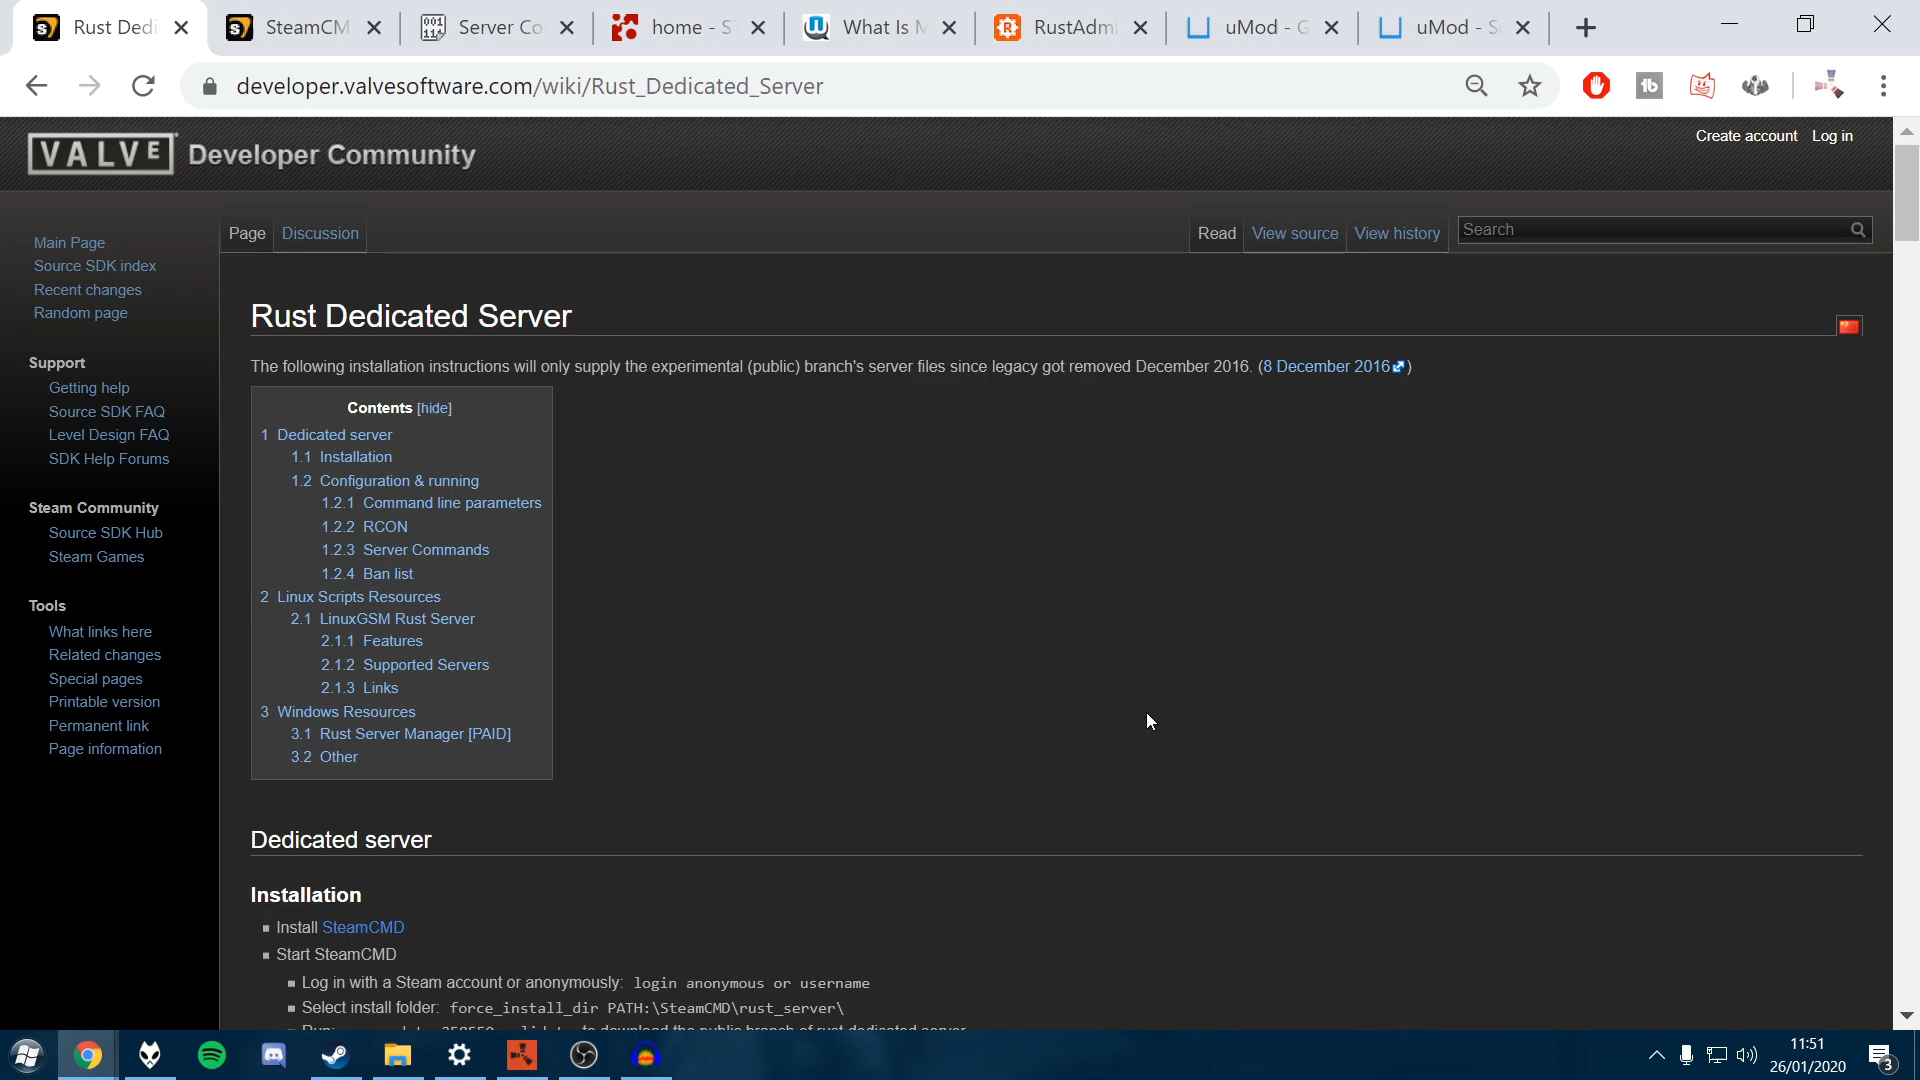 Rust Dedi
SteamCM
Server Co
home - S
What Is M
RustAdmi
uMod - G
uMod - S
developer.valvesoftware.com/wiki/Rust_Dedicated_Server
VALVE Developer Community
Create account Log in
Page Discussion
Read View source View history
Search
Main Page
Source SDK index
Recent changes
Random page
Support
Getting help
Source SDK FAQ
Level Design FAQ
SDK Help Forums
Steam Community
Source SDK Hub
Steam Games
Tools
What links here
Related changes
Special pages
Printable version
Permanent link
Page information
Rust Dedicated Server
The following installation instructions will only supply the experimental (public) branch's server files since legacy got removed December 2016. (8 December 2016)
Contents [hide]
1 Dedicated server
1.1 Installation
1.2 Configuration & running
1.2.1 Command line parameters
1.2.2 RCON
1.2.3 Server Commands
1.2.4 Ban list
2 Linux Scripts Resources
2.1 LinuxGSM Rust Server
2.1.1 Features
2.1.2 Supported Servers
2.1.3 Links
3 Windows Resources
3.1 Rust Server Manager [PAID]
3.2 Other
Dedicated server
Installation
Install SteamCMD
Start SteamCMD
Log in with a Steam account or anonymously: login anonymous or username
Select install folder: force_install_dir PATH:\SteamCMD\rust_server\
11:51
26/01/2020
3